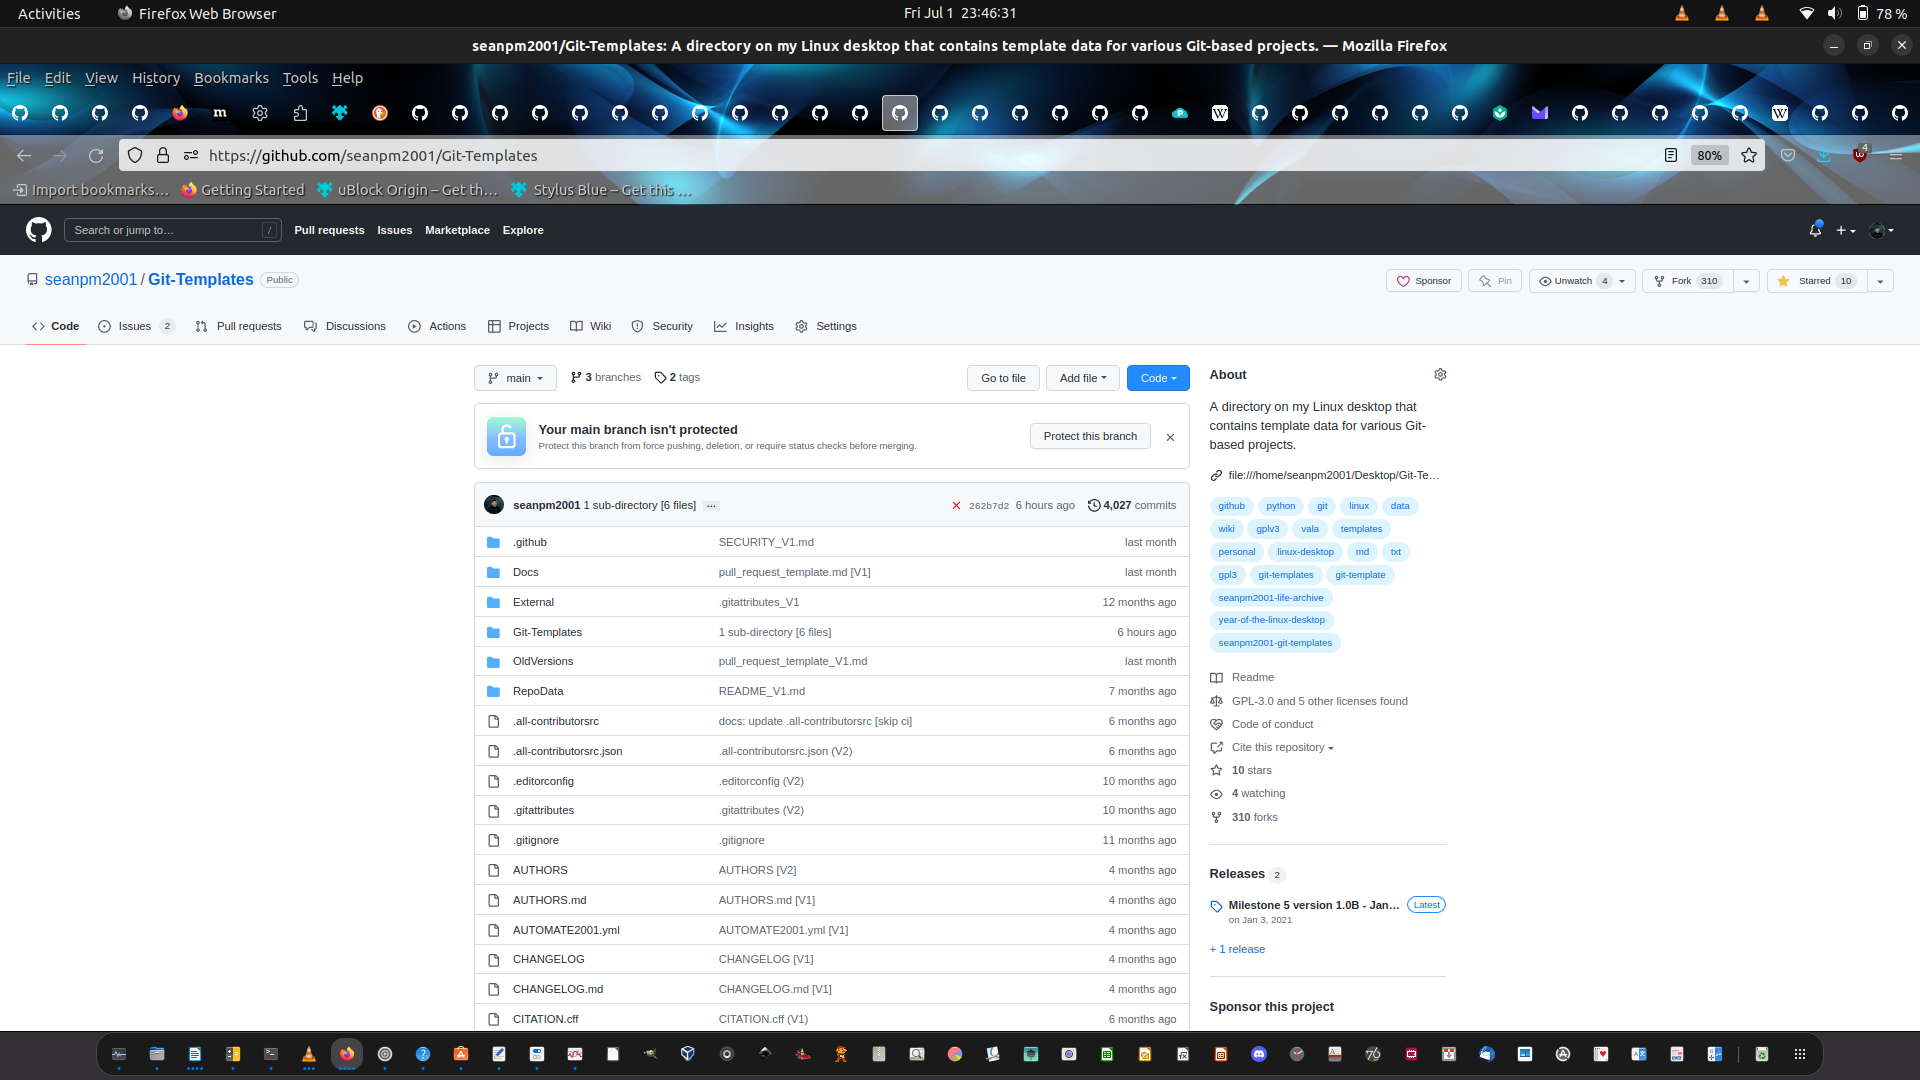 Activities Firefox Web Browser Fri Jul 1 23:46:31 78 %
seanpm2001/Git-Templates: A directory on my Linux desktop that contains template data for various Git-based projects. — Mozilla Firefox
File Edit View History Bookmarks Tools Help
https://github.com/seanpm2001/Git-Templates 80% 4
Import bookmarks… Getting Started uBlock Origin – Get th… Stylus Blue – Get this …
Search or jump to… / Pull requests Issues Marketplace Explore
seanpm2001 / Git-Templates Public Sponsor Pin Unwatch 4 Fork 310 Starred 10
Code Issues 2 Pull requests Discussions Actions Projects Wiki Security Insights Settings
main 3 branches 2 tags Go to file Add file Code
Your main branch isn't protected
Protect this branch from force pushing, deletion, or require status checks before merging.
Protect this branch
seanpm2001 1 sub-directory [6 files] … 262b7d2 6 hours ago 4,027 commits
.github SECURITY_V1.md last month
Docs pull_request_template.md [V1] last month
External .gitattributes_V1 12 months ago
Git-Templates 1 sub-directory [6 files] 6 hours ago
OldVersions pull_request_template_V1.md last month
RepoData README_V1.md 7 months ago
.all-contributorsrc docs: update .all-contributorsrc [skip ci] 6 months ago
.all-contributorsrc.json .all-contributorsrc.json (V2) 6 months ago
.editorconfig .editorconfig (V2) 10 months ago
.gitattributes .gitattributes (V2) 10 months ago
.gitignore .gitignore 11 months ago
AUTHORS AUTHORS [V2] 4 months ago
AUTHORS.md AUTHORS.md [V1] 4 months ago
AUTOMATE2001.yml AUTOMATE2001.yml [V1] 4 months ago
CHANGELOG CHANGELOG [V1] 4 months ago
CHANGELOG.md CHANGELOG.md [V1] 4 months ago
CITATION.cff CITATION.cff (V1) 6 months ago
About
A directory on my Linux desktop that
contains template data for various Git-
based projects.
file:///home/seanpm2001/Desktop/Git-Te…
github python git linux data
wiki gplv3 vala templates
personal linux-desktop md txt
gpl3 git-templates git-template
seanpm2001-life-archive
year-of-the-linux-desktop
seanpm2001-git-templates
Readme
GPL-3.0 and 5 other licenses found
Code of conduct
Cite this repository
10 stars
4 watching
310 forks
Releases 2
Milestone 5 version 1.0B - Jan… Latest
on Jan 3, 2021
+ 1 release
Sponsor this project